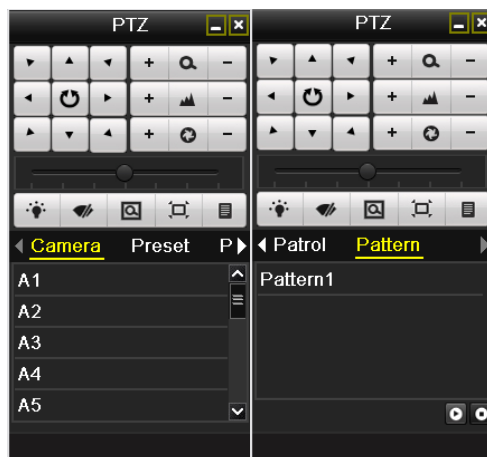 PTZ
Camera Preset P
A1
A2
A3
A4
A5
PTZ
Patrol Pattern
Pattern1